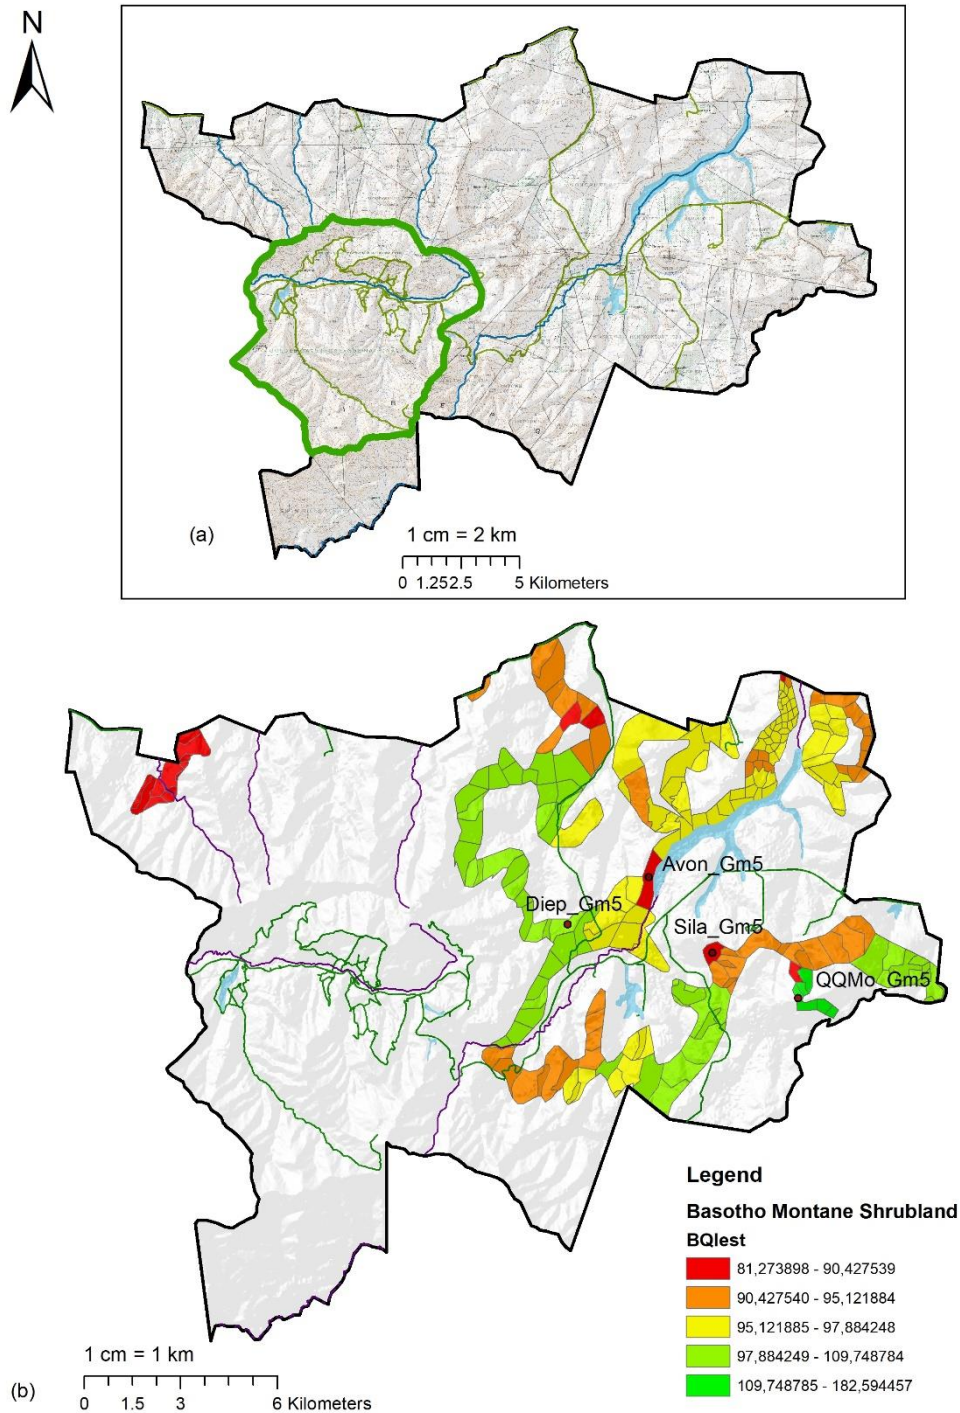 N
(a)
1 cm = 2 km
0 1.252.5 5 Kilometers
Avon_Gm5
Diep_Gm5
Sila_Gm5
QQMo_Gm5
Legend
Basotho Montane Shrubland
BQIest
81,273898 - 90,427539
90,427540 - 95,121884
95,121885 - 97,884248
97,884249 - 109,748784
109,748785 - 182,594457
1 cm = 1 km
(b)
0 1.5 3 6 Kilometers